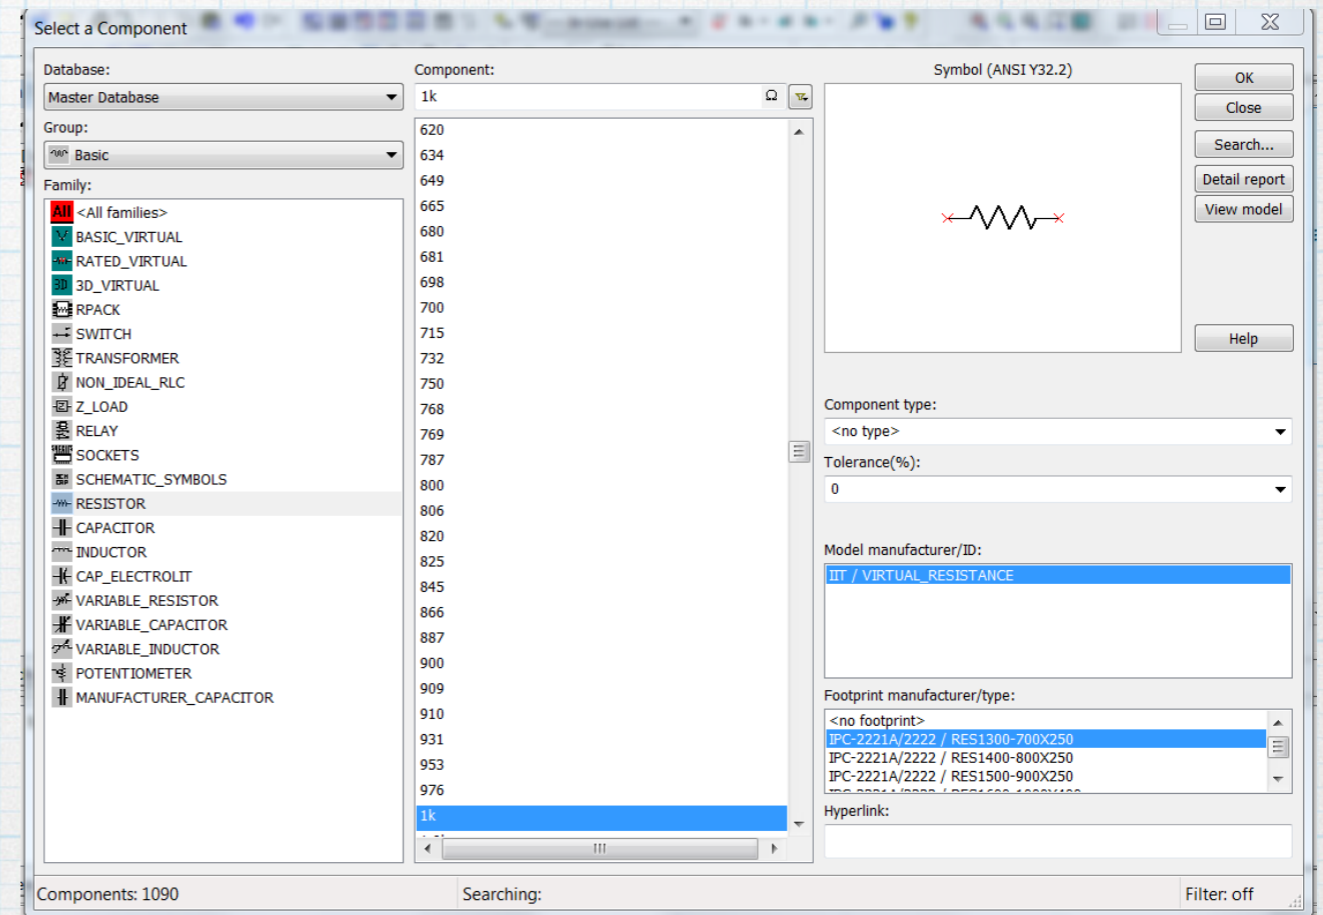 Select a Component
Database:
Master Database
Group:
Basic
Family:
All <All families>
BASIC_VIRTUAL
RATED_VIRTUAL
3D 3D_VIRTUAL
RPACK
SWITCH
TRANSFORMER
NON_IDEAL_RLC
Z_LOAD
RELAY
SOCKETS
SCHEMATIC_SYMBOLS
RESISTOR
CAPACITOR
INDUCTOR
CAP_ELECTROLIT
VARIABLE_RESISTOR
VARIABLE_CAPACITOR
VARIABLE_INDUCTOR
POTENTIOMETER
MANUFACTURER_CAPACITOR
Component:
1k Ω
620
634
649
665
680
681
698
700
715
732
750
768
769
787
800
806
820
825
845
866
887
900
909
910
931
953
976
1k
Symbol (ANSI Y32.2)
OK
Close
Search...
Detail report
View model
Help
Component type:
<no type>
Tolerance(%):
0
Model manufacturer/ID:
IIT / VIRTUAL_RESISTANCE
Footprint manufacturer/type:
<no footprint>
IPC-2221A/2222 / RES1300-700X250
IPC-2221A/2222 / RES1400-800X250
IPC-2221A/2222 / RES1500-900X250
Hyperlink:
Components: 1090
Searching:
Filter: off